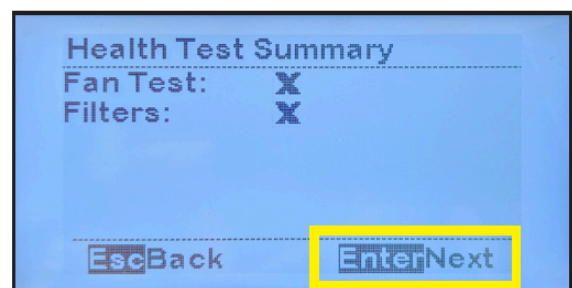 Health Test Summary
Fan Test: X
Filters: X
EscBack EnterNext